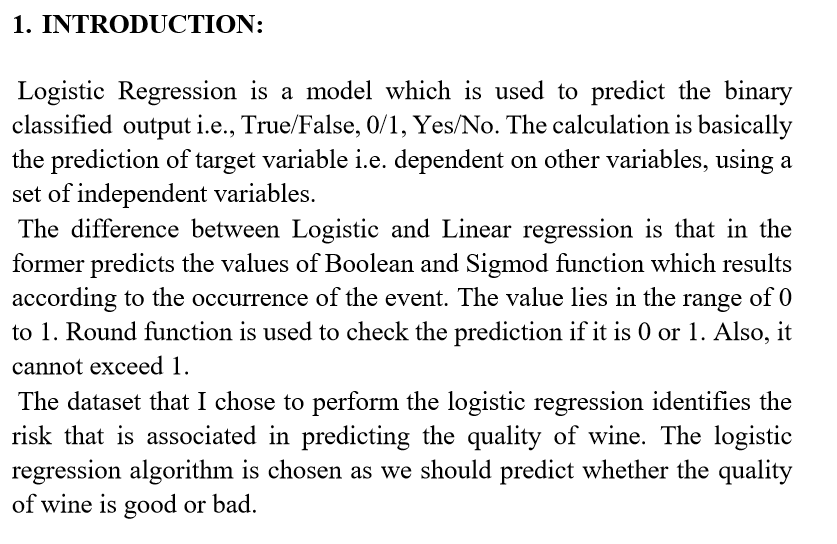 1. INTRODUCTION:
Logistic Regression is a model which is used to predict the binary
classified output i.e., True/False, 0/1, Yes/No. The calculation is basically
the prediction of target variable i.e. dependent on other variables, using a
set of independent variables.
The difference between Logistic and Linear regression is that in the
former predicts the values of Boolean and Sigmod function which results
according to the occurrence of the event. The value lies in the range of 0
to 1. Round function is used to check the prediction if it is 0 or 1. Also, it
cannot exceed 1.
The dataset that I chose to perform the logistic regression identifies the
risk that is associated in predicting the quality of wine. The logistic
regression algorithm is chosen as we should predict whether the quality
of wine is good or bad.